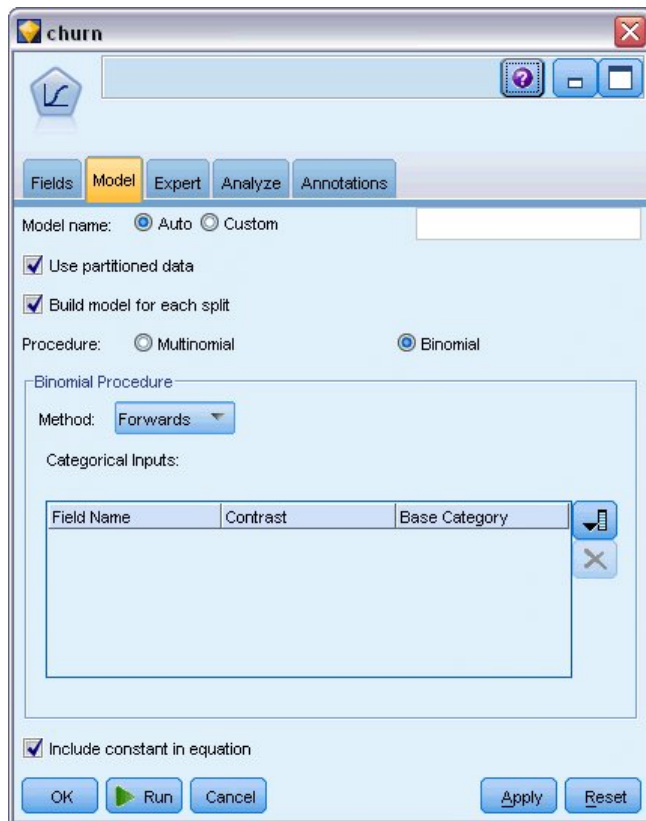 churn
?
Fields Model Expert Analyze Annotations
Model name: Auto Custom
Use partitioned data
Build model for each split
Procedure: Multinomial Binomial
Binomial Procedure
Method: Forwards
Categorical Inputs:
Field Name Contrast Base Category
Include constant in equation
OK Run Cancel Apply Reset